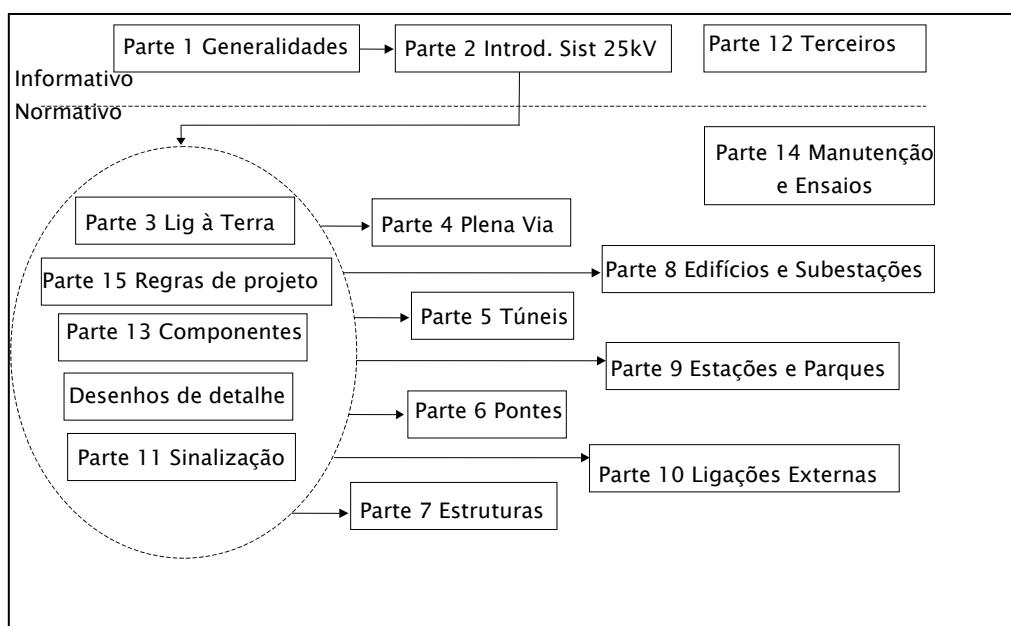 Parte 1 Generalidades
Parte 2 Introd. Sist 25kV
Parte 12 Terceiros
Informativo
Normativo
Parte 14 Manutenção
e Ensaios
Parte 3 Lig à Terra
Parte 4 Plena Via
Parte 15 Regras de projeto
Parte 8 Edifícios e Subestações
Parte 13 Componentes
Parte 5 Túneis
Parte 9 Estações e Parques
Desenhos de detalhe
Parte 6 Pontes
Parte 11 Sinalização
Parte 10 Ligações Externas
Parte 7 Estruturas